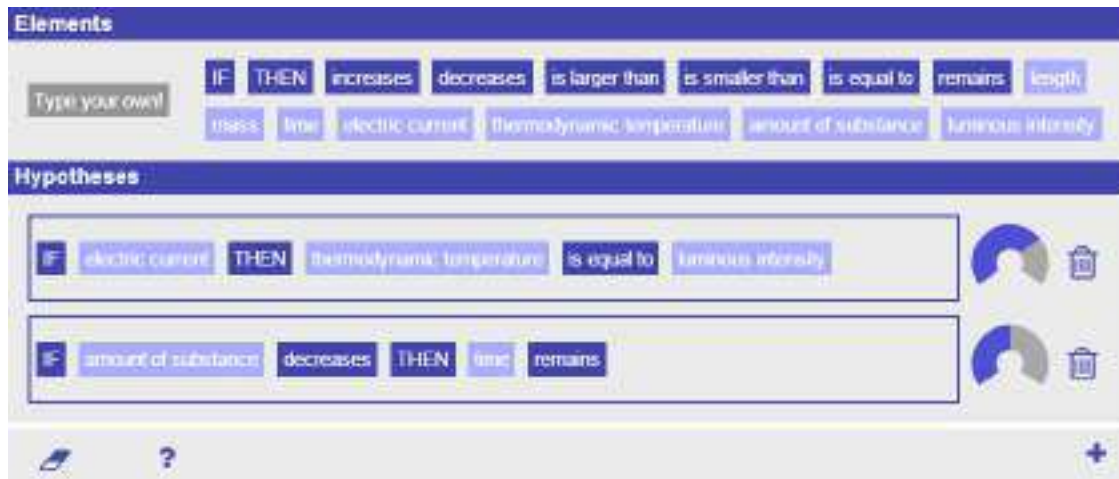 Elements
IF THEN increases decreases is larger than is smaller than is equal to remains length
Type your own!
mass time electric current thermodynamic temperature amount of substance luminous intensity
Hypotheses
IF electric current THEN thermodynamic temperature is equal to luminous intensity
IF amount of substance decreases THEN time remains
?
+